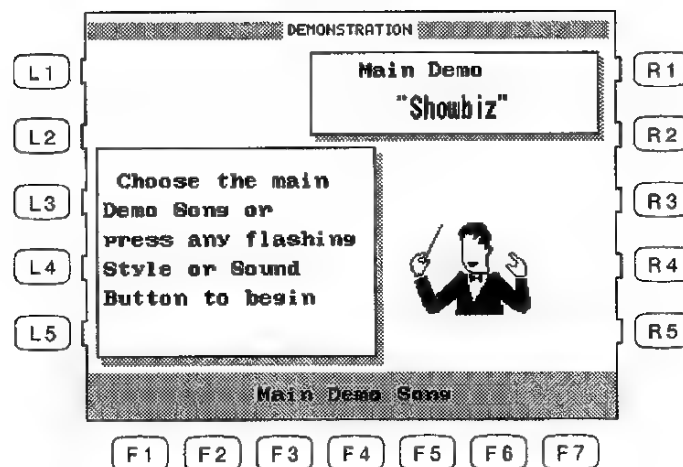 DEMONSTRATION
L1
R1
Main Demo
"Showbiz"
L2
R2
Choose the main
Demo Song or
press any flashing
Style or Sound
Button to begin
L3
R3
L4
R4
L5
R5
Main Demo Song
F1 F2 F3 F4 F5 F6 F7